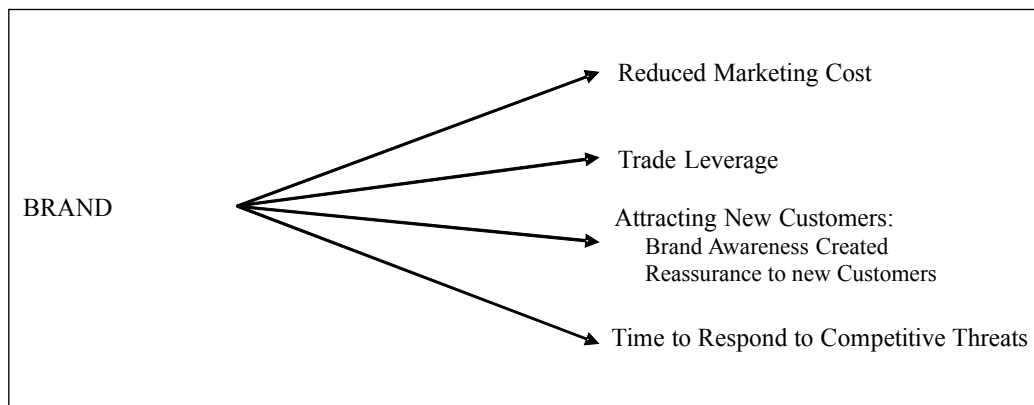 Reduced Marketing Cost
Trade Leverage
BRAND
Attracting New Customers:
Brand Awareness Created
Reassurance to new Customers
Time to Respond to Competitive Threats